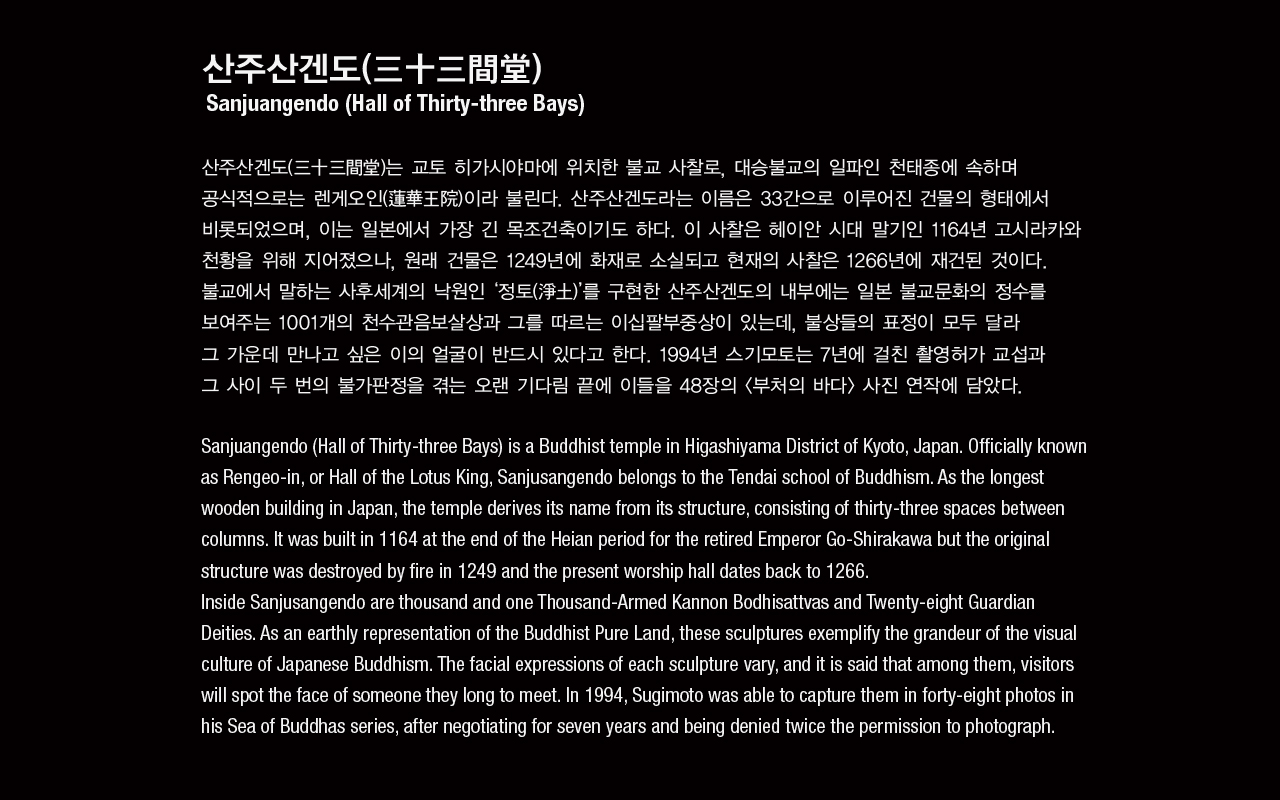 산주산겐도(三十三間堂)
Sanjuangendo (Hall of Thirty-three Bays)
산주산겐도(三十三間堂)는 교토 히가시야마에 위치한 불교 사찰로, 대승불교의 일파인 천태종에 속하며
공식적으로는 렌게오인(蓮華王院)이라 불린다. 산주산겐도라는 이름은 33간으로 이루어진 건물의 형태에서
비롯되었으며, 이는 일본에서 가장 긴 목조건축이기도 하다. 이 사찰은 헤이안 시대 말기인 1164년 고시라카와
천황을 위해 지어졌으나, 원래 건물은 1249년에 화재로 소실되고 현재의 사찰은 1266년에 재건된 것이다.
불교에서 말하는 사후세계의 낙원인 ‘정토(淨土)’를 구현한 산주산겐도의 내부에는 일본 불교문화의 정수를
보여주는 1001개의 천수관음보살상과 그를 따르는 이십팔부중상이 있는데, 불상들의 표정이 모두 달라
그 가운데 만나고 싶은 이의 얼굴이 반드시 있다고 한다. 1994년 스기모토는 7년에 걸친 촬영허가 교섭과
그 사이 두 번의 불가판정을 겪는 오랜 기다림 끝에 이들을 48장의 〈부처의 바다〉 사진 연작에 담았다.
Sanjuangendo (Hall of Thirty-three Bays) is a Buddhist temple in Higashiyama District of Kyoto, Japan. Officially known
as Rengeo-in, or Hall of the Lotus King, Sanjusangendo belongs to the Tendai school of Buddhism. As the longest
wooden building in Japan, the temple derives its name from its structure, consisting of thirty-three spaces between
columns. It was built in 1164 at the end of the Heian period for the retired Emperor Go-Shirakawa but the original
structure was destroyed by fire in 1249 and the present worship hall dates back to 1266.
Inside Sanjusangendo are thousand and one Thousand-Armed Kannon Bodhisattvas and Twenty-eight Guardian
Deities. As an earthly representation of the Buddhist Pure Land, these sculptures exemplify the grandeur of the visual
culture of Japanese Buddhism. The facial expressions of each sculpture vary, and it is said that among them, visitors
will spot the face of someone they long to meet. In 1994, Sugimoto was able to capture them in forty-eight photos in
his Sea of Buddhas series, after negotiating for seven years and being denied twice the permission to photograph.